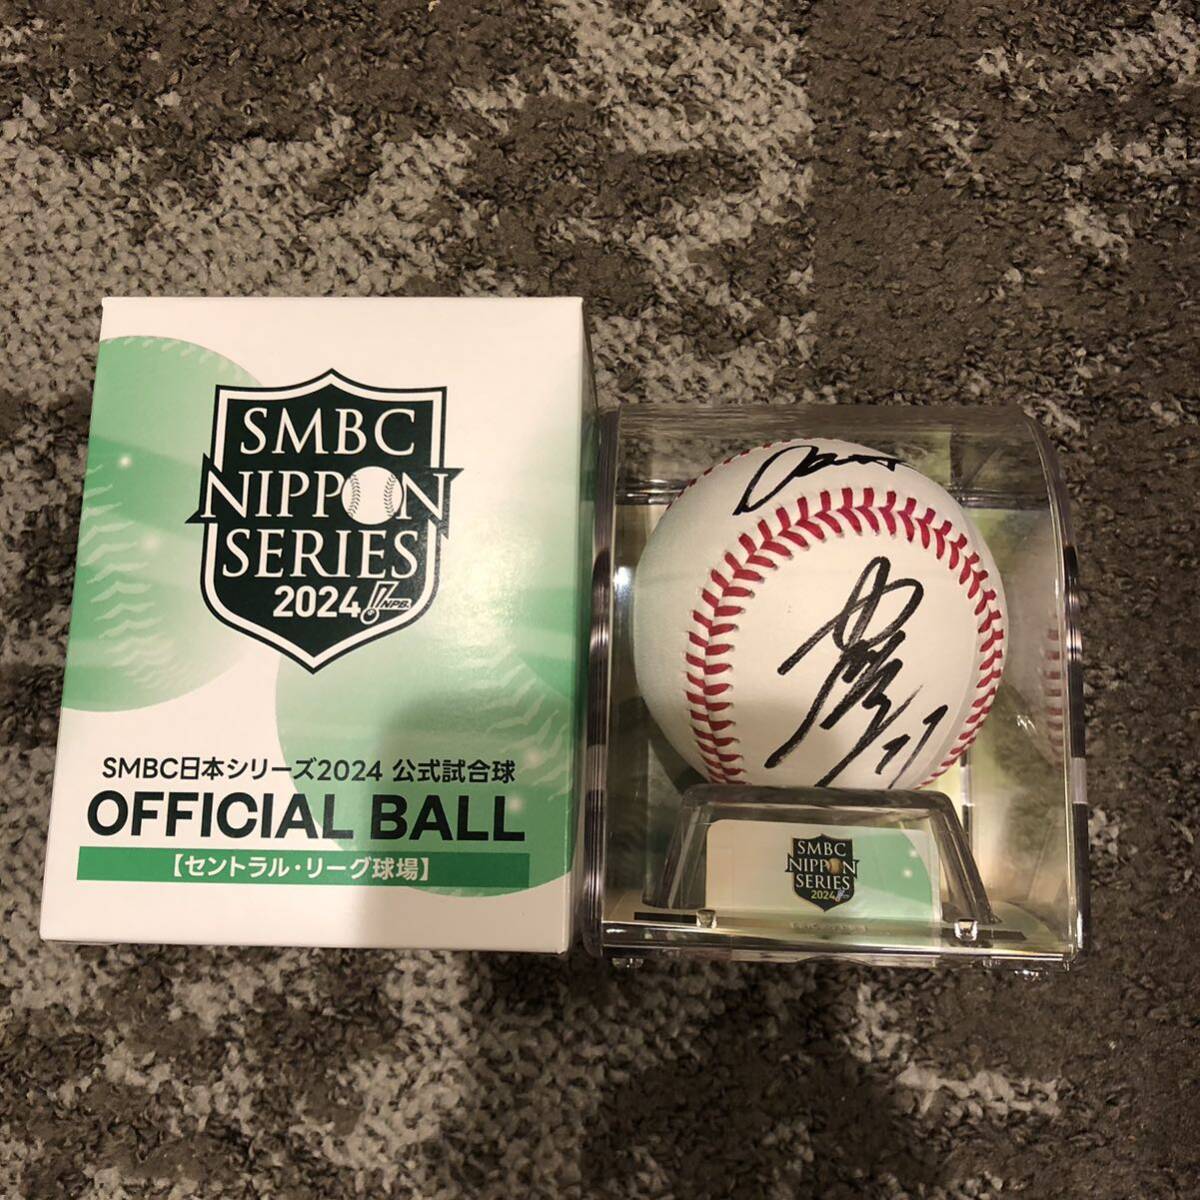 SMBC
NIPPON
SERIES
2024 NPB
SMBC日本シリーズ2024 公式試合球
OFFICIAL BALL
【セントラル・リーグ球場】
SMBC
NIPPON
SERIES
2024